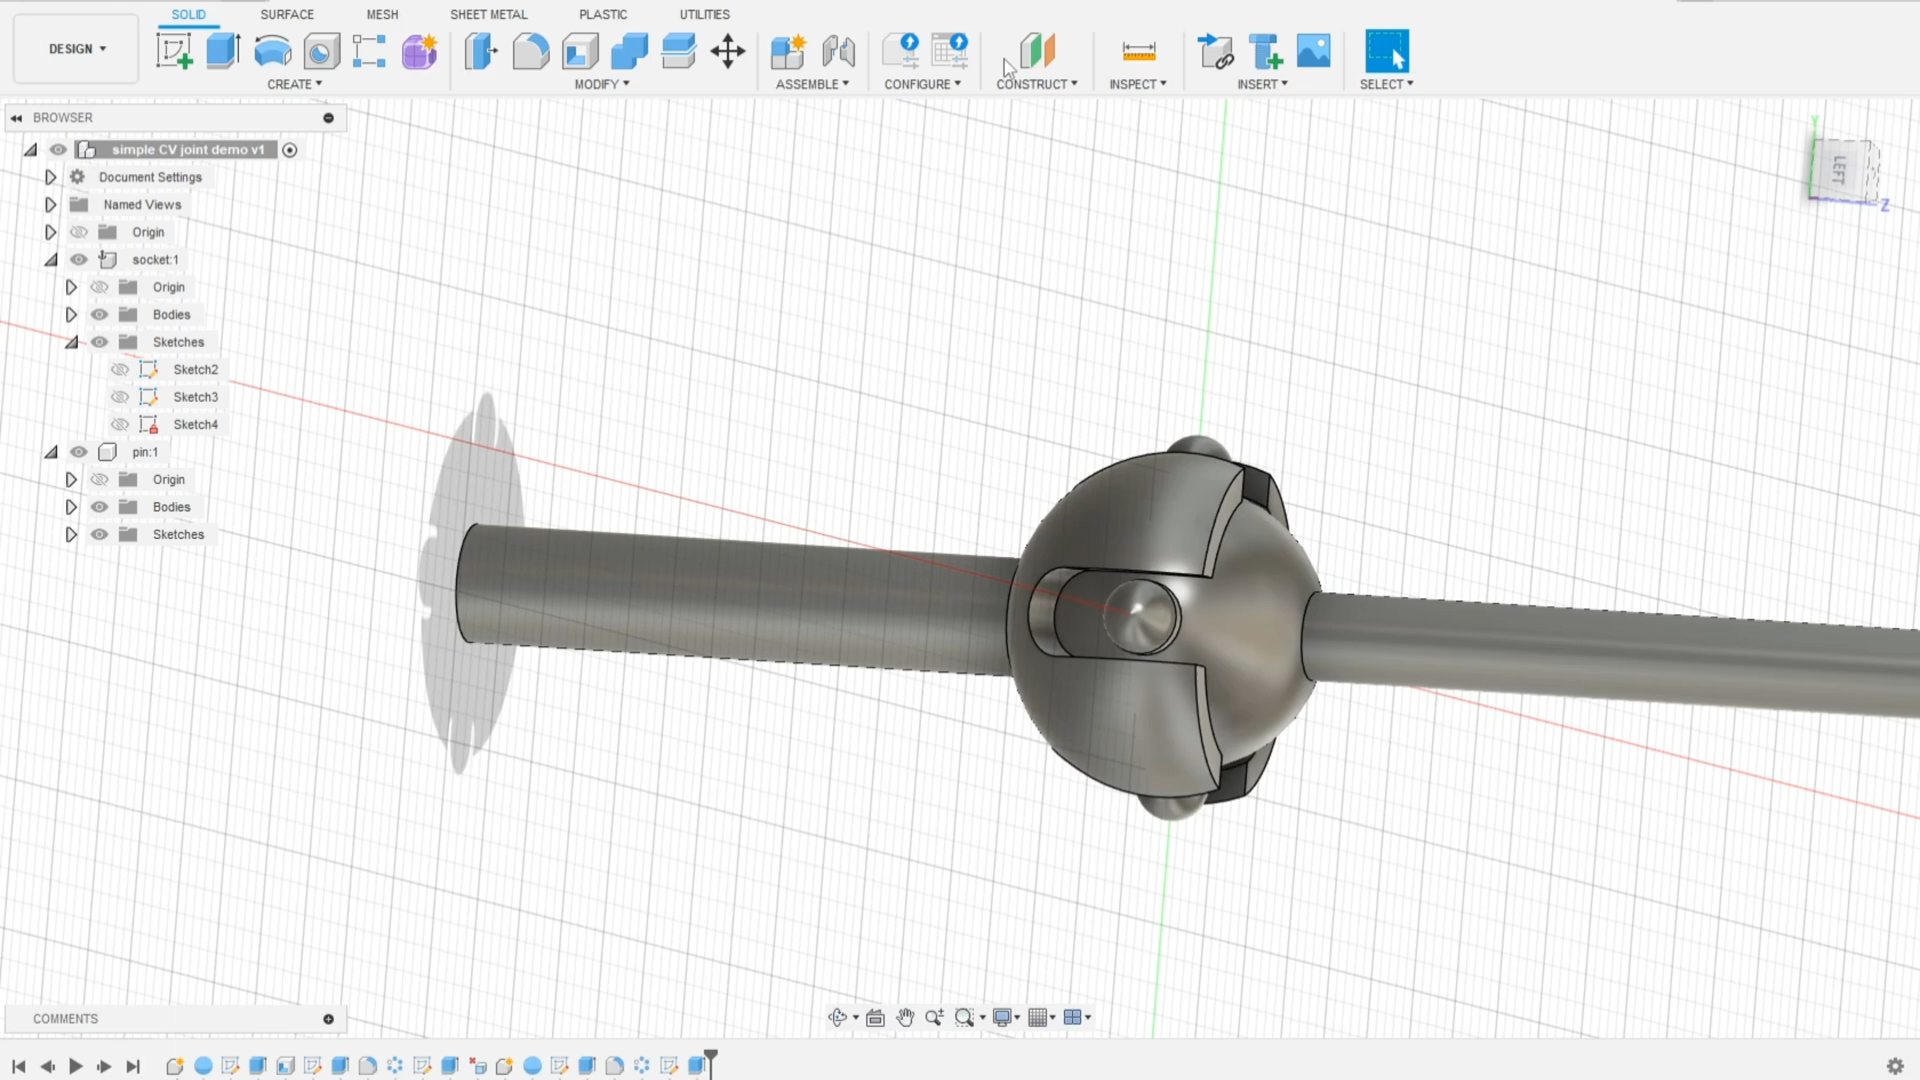 SOLID SURFACE MESH SHEET METAL PLASTIC UTILITIES
DESIGN
CREATE MODIFY ASSEMBLE CONFIGURE CONSTRUCT INSPECT INSERT SELECT
BROWSER
simple CV joint demo v1
Document Settings
Named Views
Origin
socket:1
Origin
Bodies
Sketches
Sketch2
Sketch3
Sketch4
pin:1
Origin
Bodies
Sketches
Y
LEFT
Z
COMMENTS